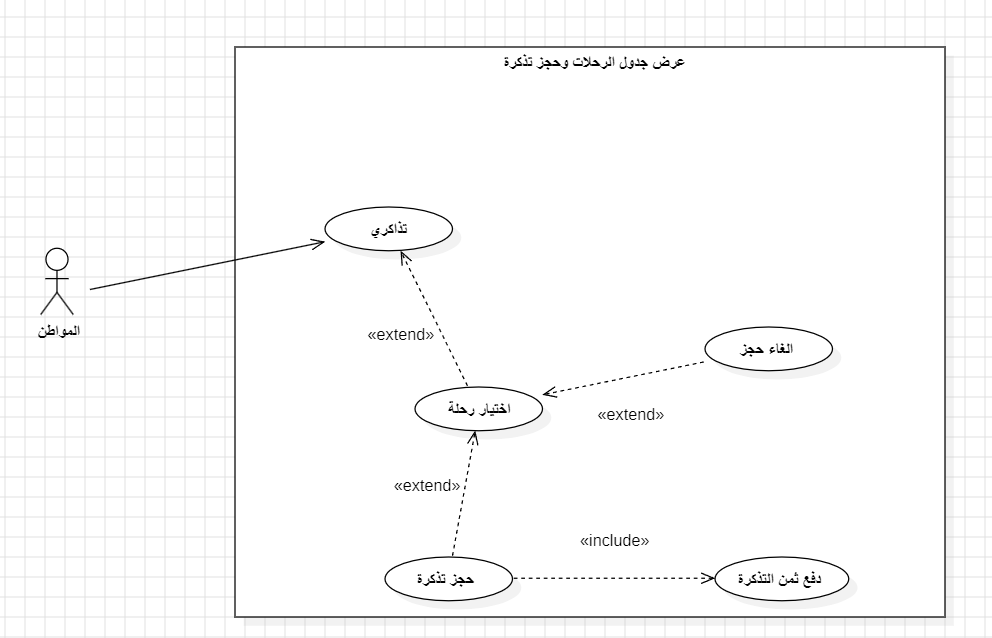 عرض جدول الرحلات وحجز تذكرة
تذاكري
المواطن
«extend»
الغاء حجز
اختيار رحلة
«extend»
«extend»
«include»
حجز تذكرة
دفع ثمن التذكرة